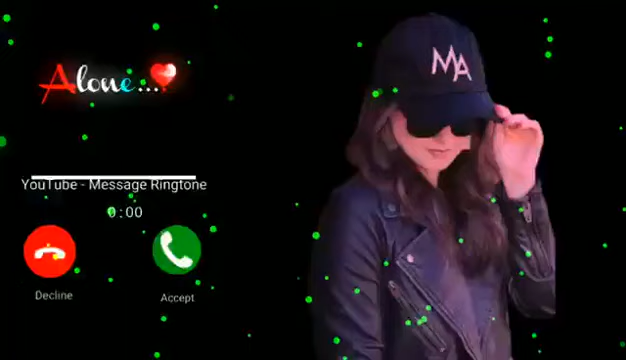 Alone...
MA
YouTube - Message Ringtone
0:00
Decline
Accept